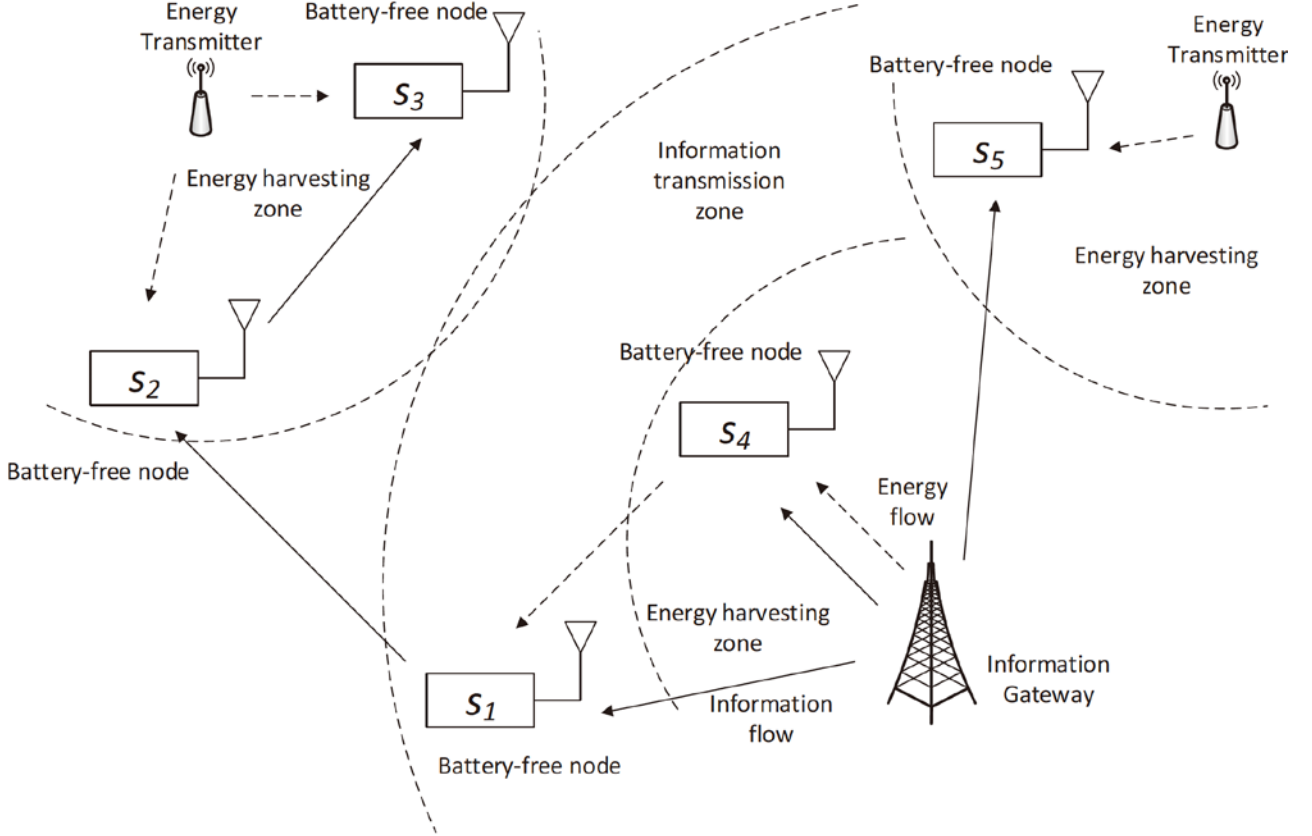 Energy
Transmitter
Battery-free node
S3
Energy harvesting
zone
S2
Battery-free node
Information
transmission
zone
Battery-free node
S5
Energy
Transmitter
Energy harvesting
zone
Battery-free node
S4
Energy
flow
Energy harvesting
zone
Information
flow
Information
Gateway
S1
Battery-free node